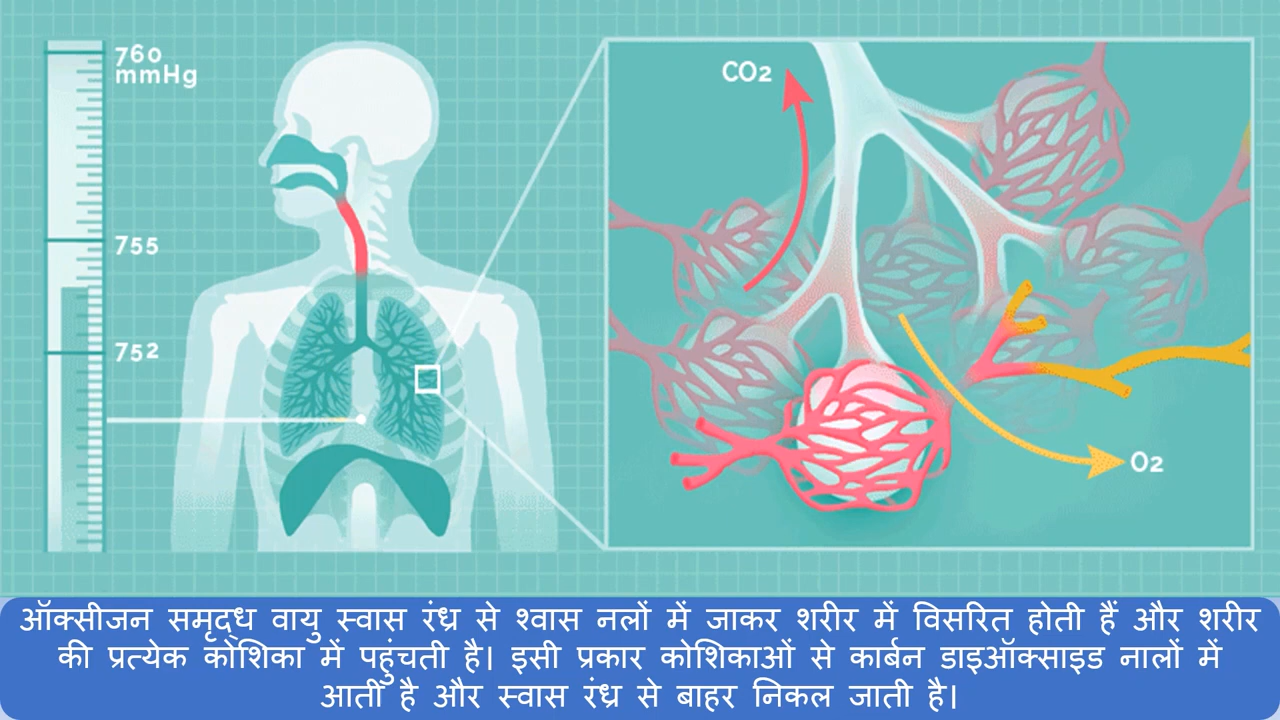 760
mmHg
755
752
CO2
O2
ऑक्सीजन समृद्ध वायु स्वास रंध्र से श्वास नलों में जाकर शरीर में विसरित होती हैं और शरीर
की प्रत्येक कोशिका में पहुंचती है। इसी प्रकार कोशिकाओं से कार्बन डाइऑक्साइड नालों में
आती है और स्वास रंध्र से बाहर निकल जाती है।